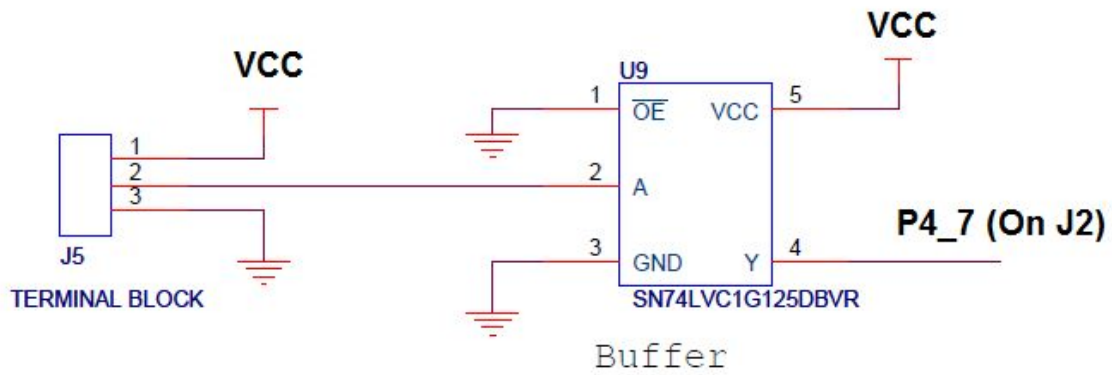 VCC
VCC
U9
1
OE
VCC
5
1
2
3
2
A
P4_7 (On J2)
J5
3
GND
Y
4
TERMINAL BLOCK
SN74LVC1G125DBVR
Buffer